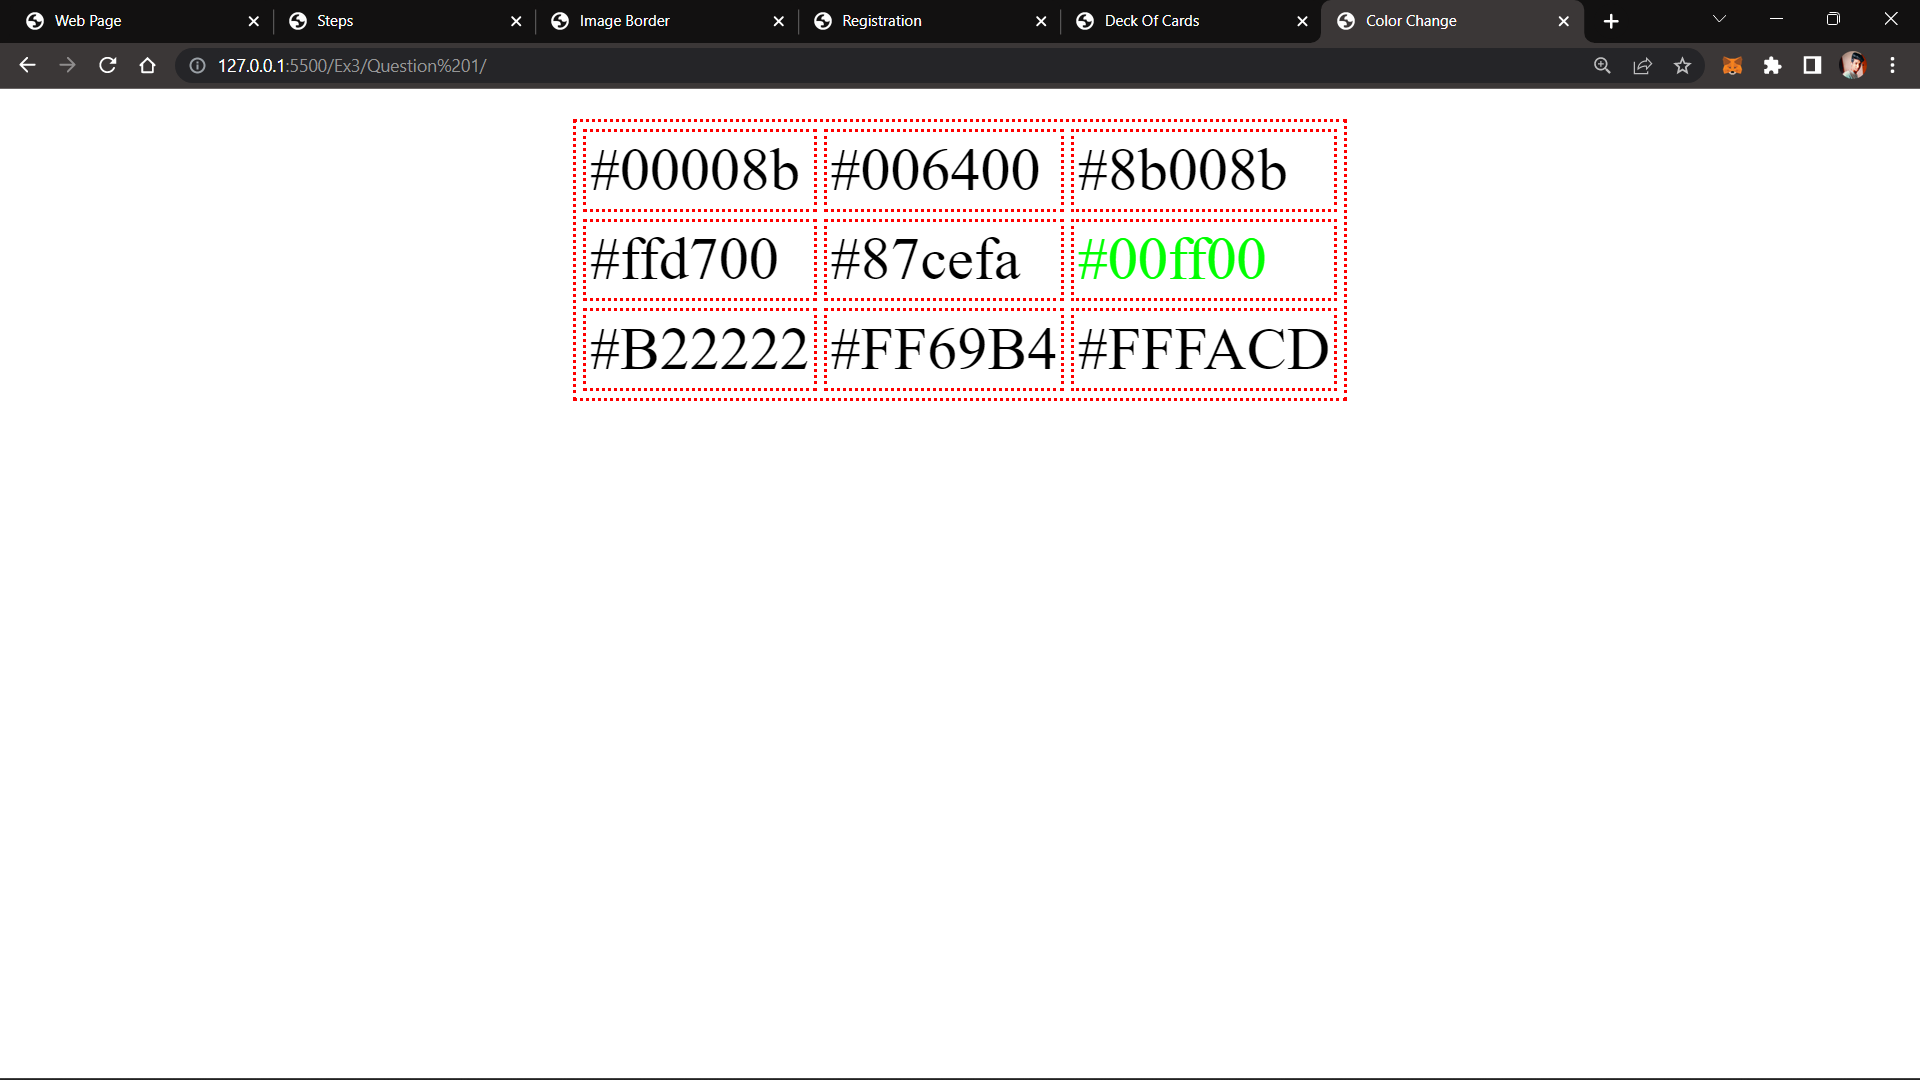 Web Page Steps Image Border Registration Deck Of Cards Color Change
127.0.0.1:5500/Ex3/Question%201/
#00008b #006400 #8b008b
#ffd700 #87cefa #00ff00
#B22222 #FF69B4 #FFFACD